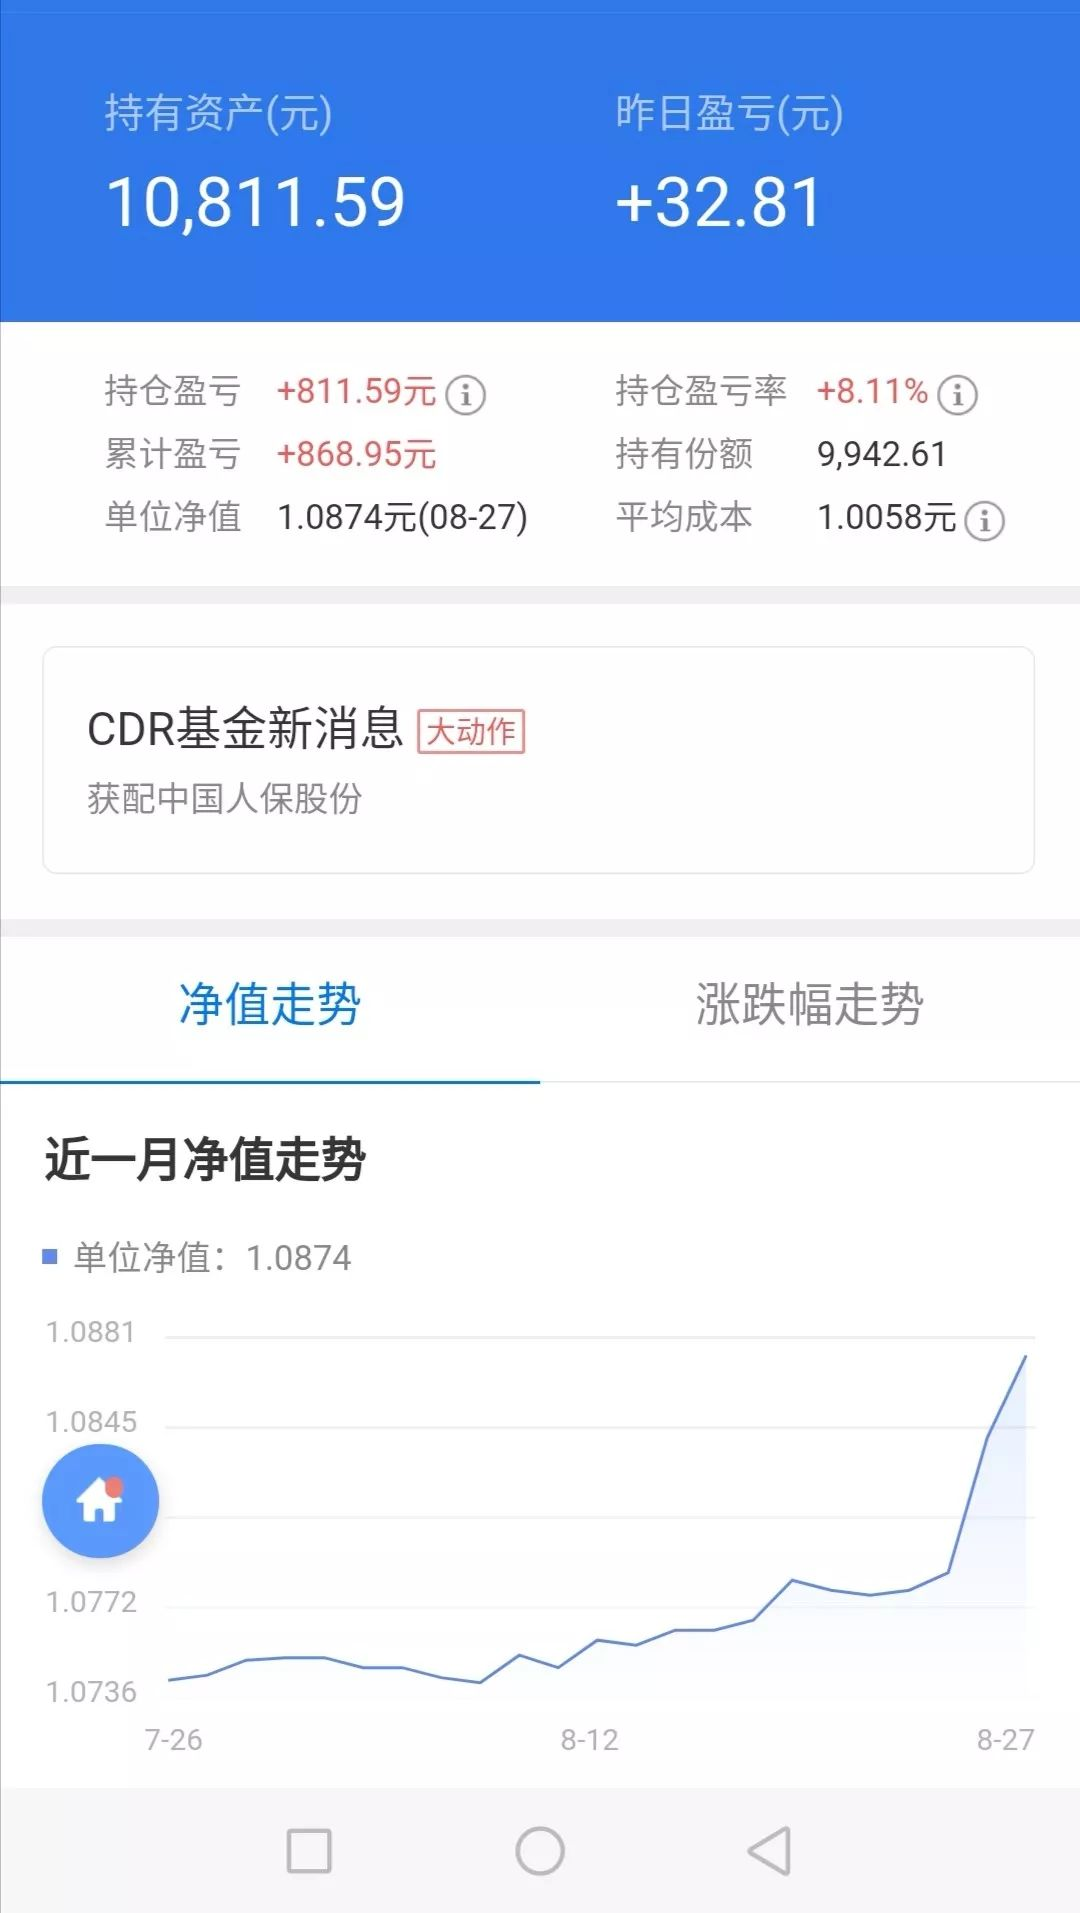 持有资产(元) 昨日盈亏(元)
10,811.59 +32.81
持仓盈亏 +811.59元 持仓盈亏率 +8.11%
累计盈亏 +868.95元 持有份额 9,942.61
单位净值 1.0874元(08-27) 平均成本 1.0058元
CDR基金新消息 大动作
获配中国人保股份
净值走势 涨跌幅走势
近一月净值走势
单位净值：1.0874
1.0881
1.0845
1.0772
1.0736
7-26 8-12 8-27